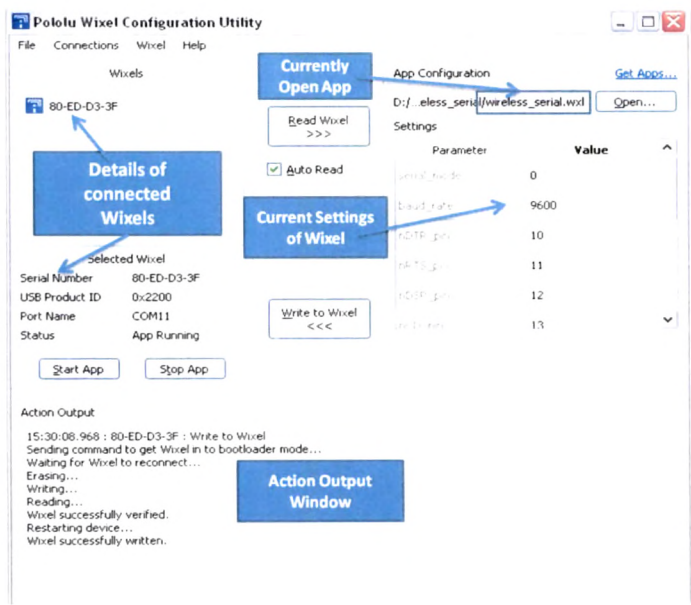 Pololu Wixel Configuration Utility
File Connections Wixel Help
Wixels
80-ED-D3-3F
Currently
Open App
Read Wixel
>>>
Auto Read
App Configuration
Get Apps...
D:/...eless_serial/wireless_serial.wxl
Open...
Settings
Parameter Value
serial_mode 0
baud_rate 9600
nDTR_pin 10
nRTS_pin 11
nDSR_pin 12
13
Details of
connected
Wixels
Current Settings
of Wixel
Selected Wixel
Serial Number 80-ED-D3-3F
USB Product ID 0x2200
Port Name COM11
Status App Running
Write to Wixel
<<<
Start App Stop App
Action Output
15:30:08.968 : 80-ED-D3-3F : Write to Wixel
Sending command to get Wixel in to bootloader mode...
Waiting for Wixel to reconnect...
Erasing...
Writing...
Reading...
Wixel successfully verified.
Restarting device...
Wixel successfully written.
Action Output
Window